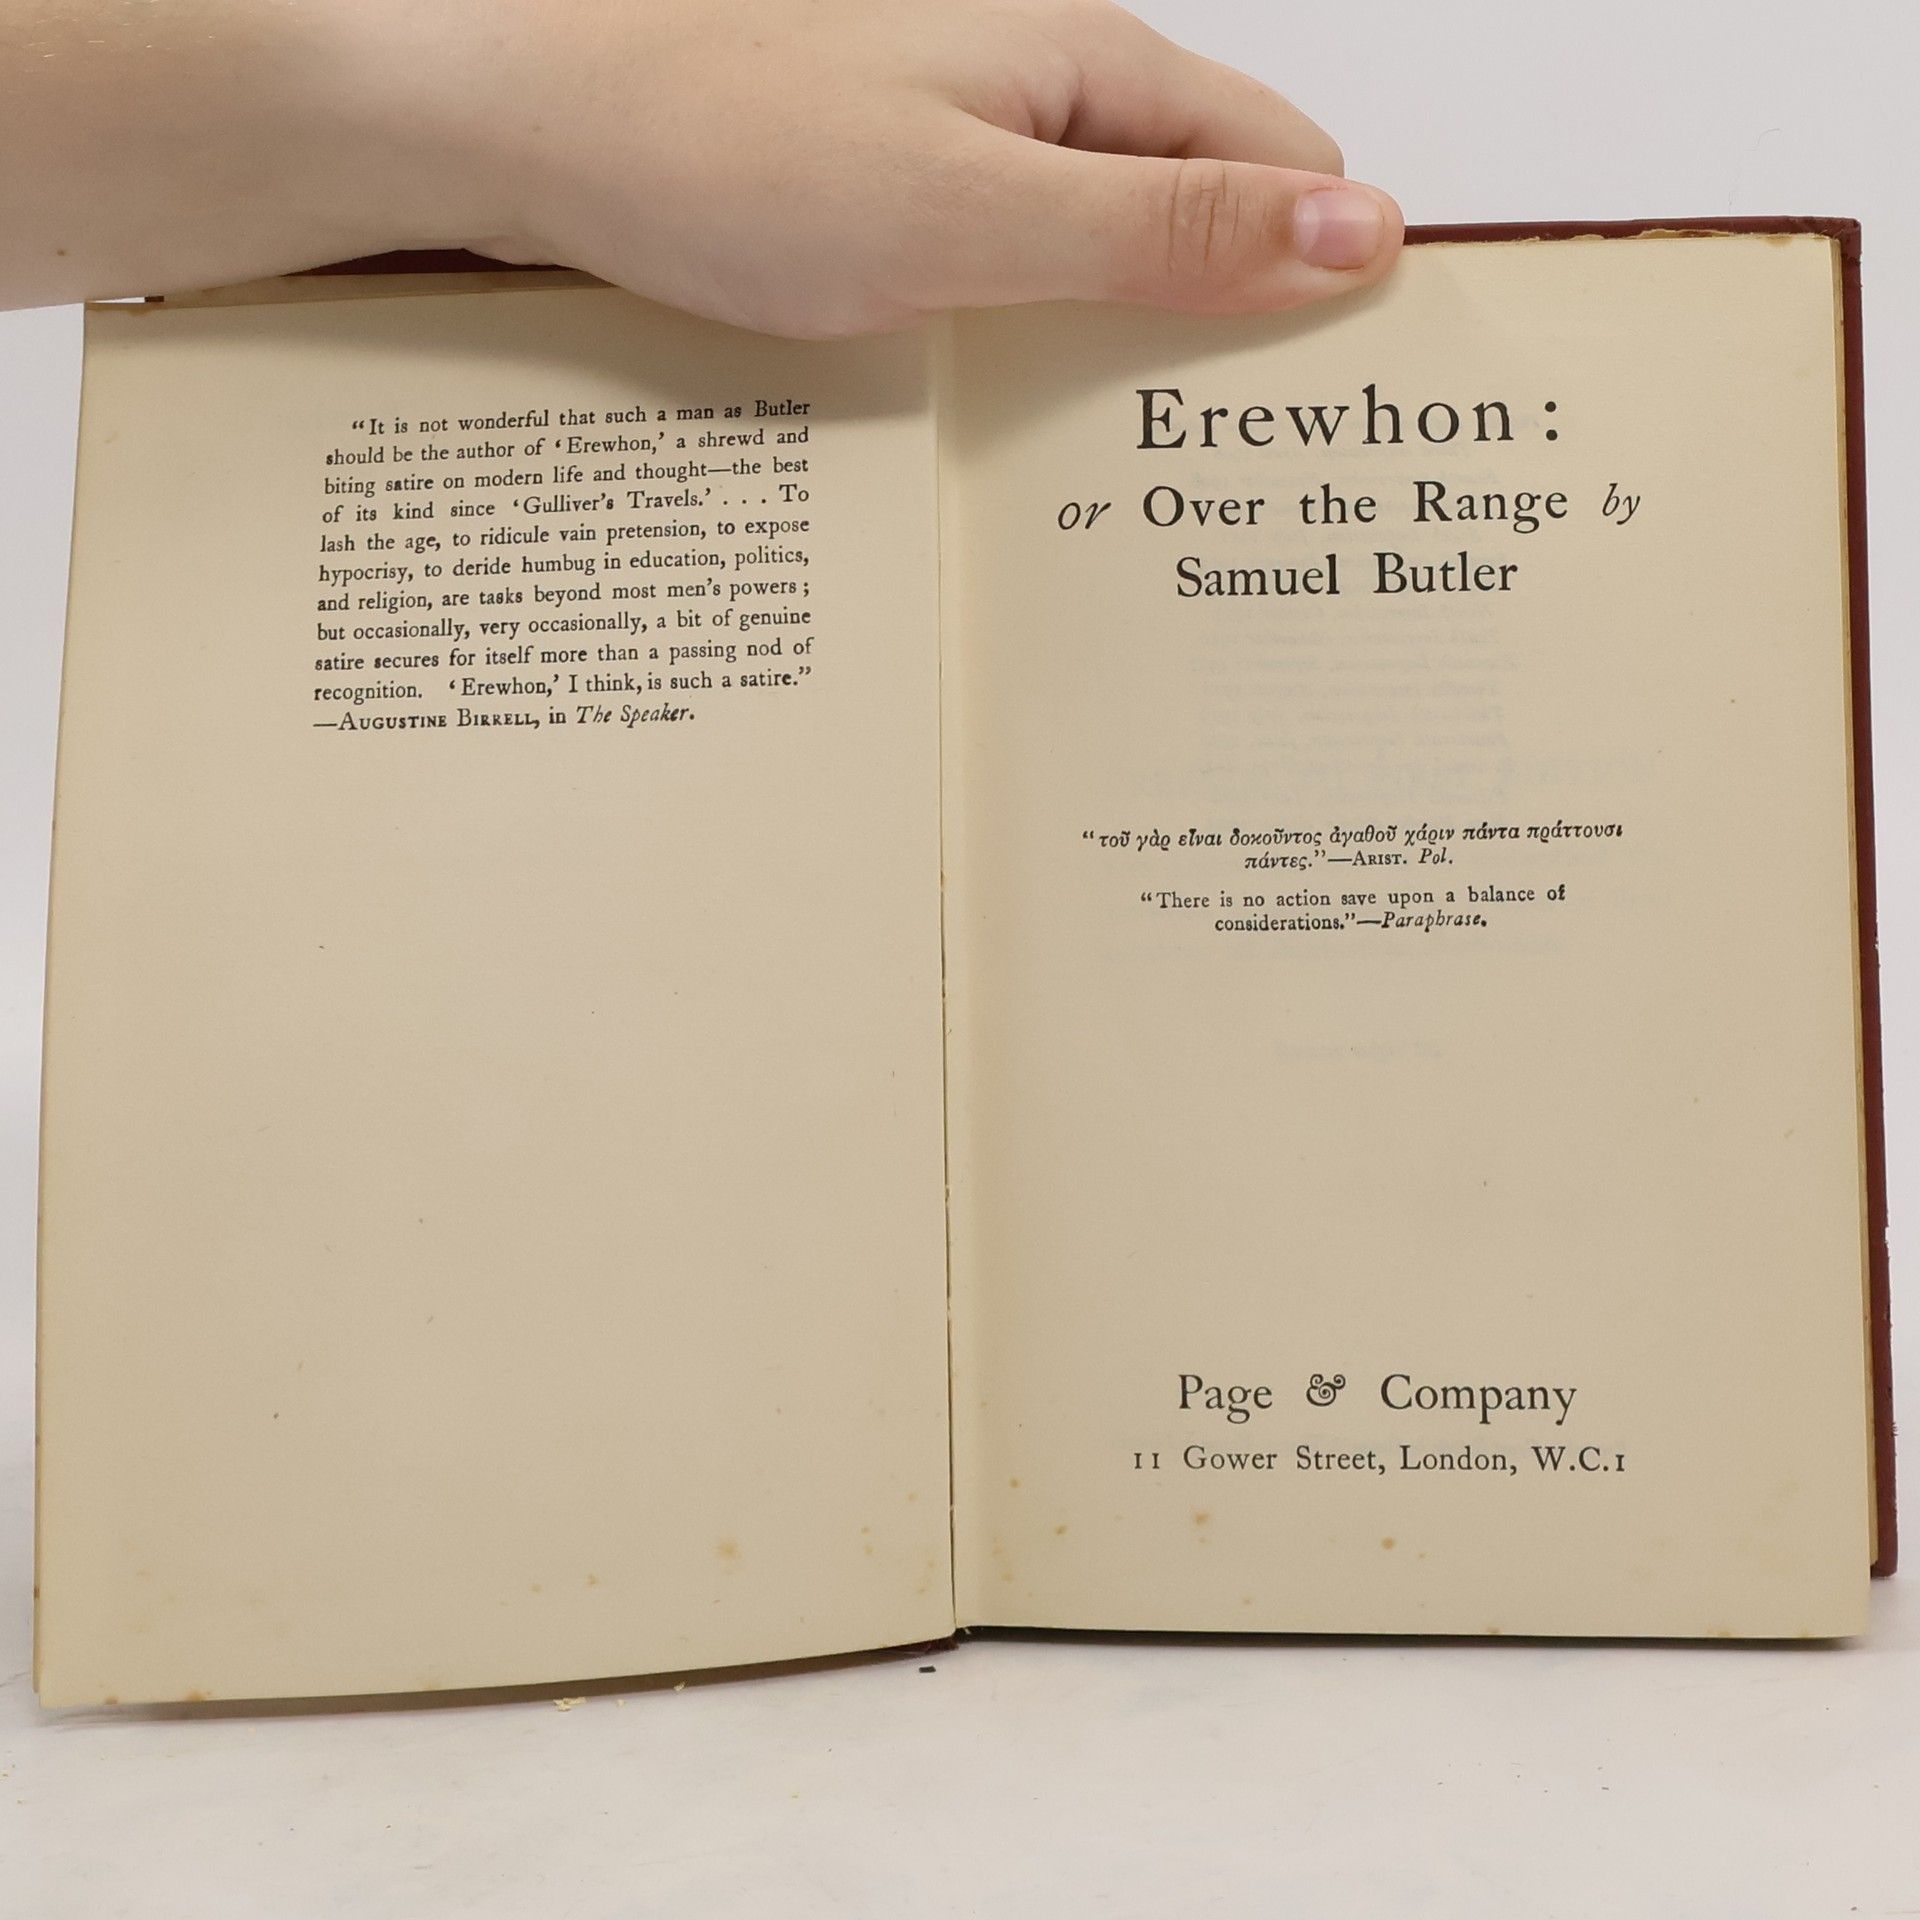 “It is not wonderful that such a man as Butler
should be the author of ‘Erewhon,’ a shrewd and
biting satire on modern life and thought—the best
of its kind since ‘Gulliver’s Travels.’ . . . To
lash the age, to ridicule vain pretension, to expose
hypocrisy, to deride humbug in education, politics,
and religion, are tasks beyond most men’s powers ;
but occasionally, very occasionally, a bit of genuine
satire secures for itself more than a passing nod of
recognition. ‘Erewhon,’ I think, is such a satire.”
—AUGUSTINE BIRRELL, in The Speaker.
Erewhon :
or Over the Range by
Samuel Butler
“τοῦ γὰρ εἶναι δοκοῦντος ἀγαθοῦ χάριν πάντα πράττουσι
πάντες.”—ARIST. Pol.
“There is no action save upon a balance of
considerations.”—Paraphrase.
Page & Company
11 Gower Street, London, W.C.1